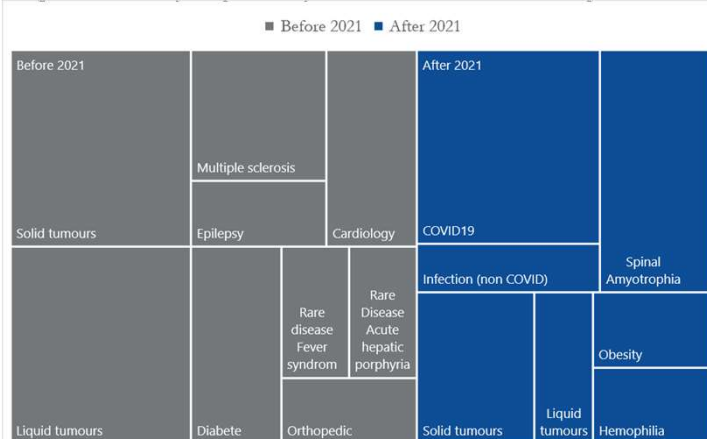 Before 2021 After 2021
Before 2021
Solid tumours
Multiple sclerosis
Epilepsy
Cardiology
Liquid tumours
Diabete
Rare
disease
Fever
syndrom
Rare
Disease
Acute
hepatic
porphyria
Orthopedic
After 2021
COVID19
Spinal
Amyotrophia
Infection (non COVID)
Solid tumours
Liquid
tumours
Obesity
Hemophilia